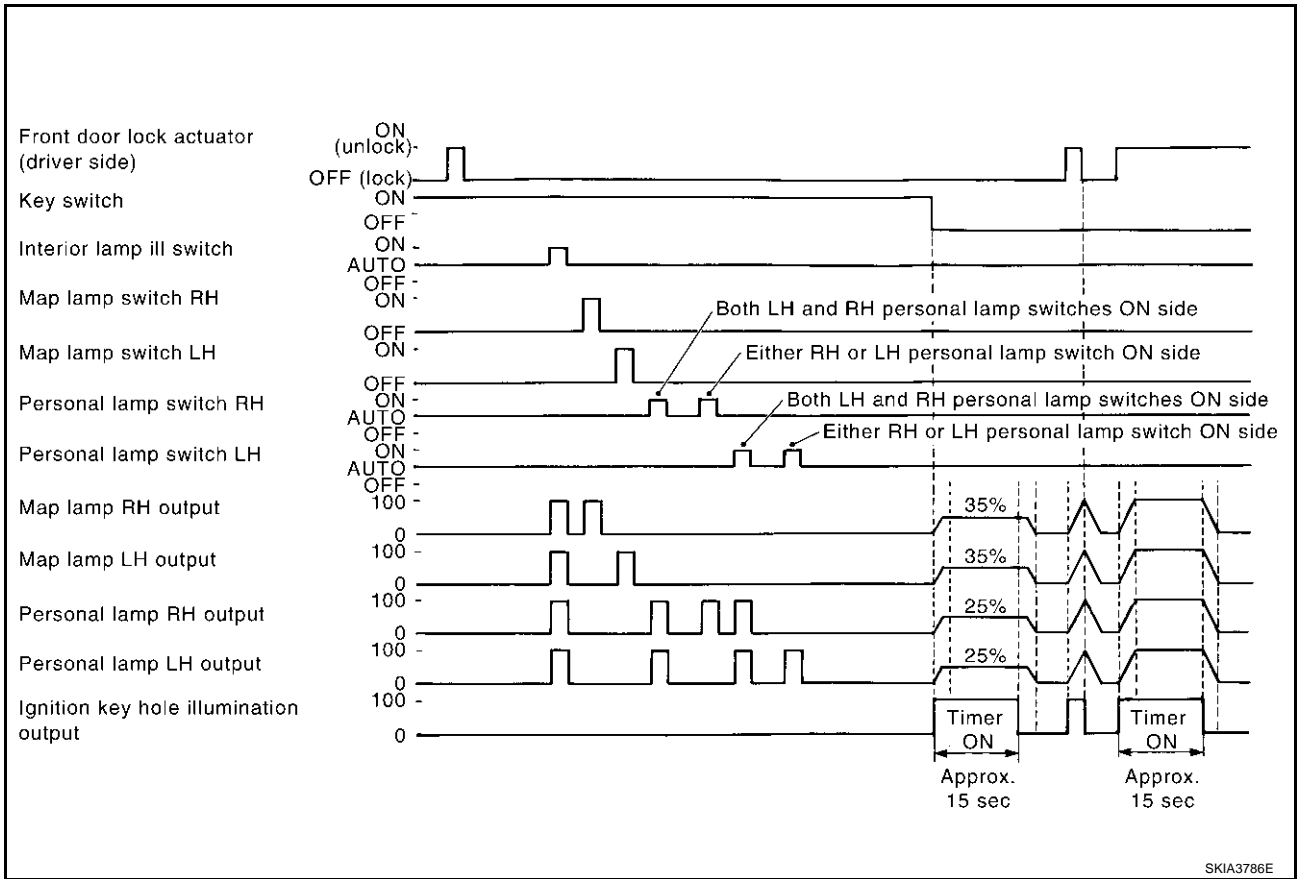 Front door lock actuator
(driver side)
ON
(unlock)
OFF (lock)
Key switch
ON
OFF
Interior lamp ill switch
ON
AUTO
OFF
Map lamp switch RH
ON
OFF
Both LH and RH personal lamp switches ON side
Map lamp switch LH
ON
OFF
Either RH or LH personal lamp switch ON side
Personal lamp switch RH
ON
AUTO
OFF
Both LH and RH personal lamp switches ON side
Personal lamp switch LH
ON
AUTO
OFF
Either RH or LH personal lamp switch ON side
Map lamp RH output
100
0
35%
Map lamp LH output
100
0
35%
Personal lamp RH output
100
0
25%
Personal lamp LH output
100
0
25%
Ignition key hole illumination
output
100
0
Timer
ON
Timer
ON
Approx.
15 sec
Approx.
15 sec
SKIA3786E